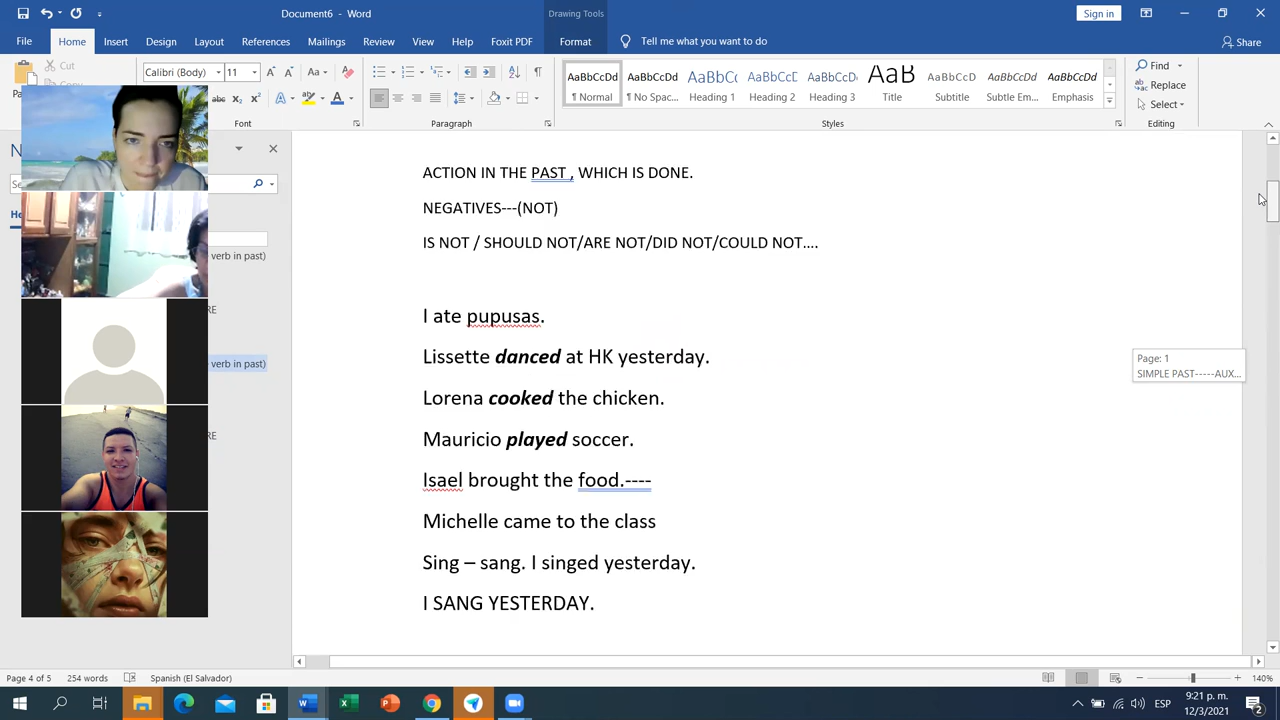 Document6 - Word
Drawing Tools
Sign in
File Home Insert Design Layout References Mailings Review View Help Foxit PDF Format Tell me what you want to do Share
Cut
Calibri (Body) 11
Find
Replace
Select
AaBbCcDd AaBbCcDd AaBbCc AaBbCcD AaBbCcD AaB AaBbCcD AaBbCcDd AaBbCcDd
¶ Normal ¶ No Spac... Heading 1 Heading 2 Heading 3 Title Subtitle Subtle Em... Emphasis
Font Paragraph Styles Editing
ACTION IN THE PAST , WHICH IS DONE.
NEGATIVES---(NOT)
IS NOT / SHOULD NOT/ARE NOT/DID NOT/COULD NOT....
verb in past)
I ate pupusas.
Lissette danced at HK yesterday.
verb in past)
Page: 1
SIMPLE PAST-----AUX...
Lorena cooked the chicken.
Mauricio played soccer.
Isael brought the food.----
Michelle came to the class
Sing – sang. I singed yesterday.
I SANG YESTERDAY.
Page 4 of 5 254 words Spanish (El Salvador) 140%
ESP
9:21 p. m.
12/3/2021
2